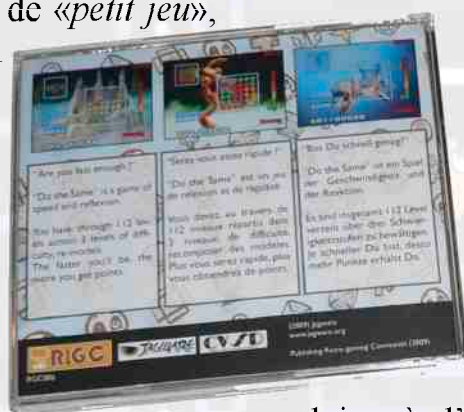 de «petit jeu»,
"Are you fast enough?"
"Do the Same" is a game of
speed and reflexion.
You have through 112 lev-
els across 3 levels of diffi-
culty, re-models.
The faster you'll be, the
more you get points.
"Serez vous assez rapide ?"
"Do the Same" est un jeu
de réflexion et de rapidité.
Vous devez au travers de
112 niveaux répartis dans
3 niveaux de difficulté,
recomposer des modèles.
Plus vous serez rapide, plus
vous obtiendrez de points.
"Bist Du schnell genug?"
"Do the Same" ist ein Spiel
der Geschwindigkeit und
der Reaktion.
Es sind insgesamt 112 Level
verteilt über drei Schwier-
igkeitsstufen zu bewältigen.
Je schneller Du bist, desto
mehr Punkte erhälst Du.
RGC
JAGWARE
(2009) Jagware
www.jagware.org
Publishing Retro-gaming Connexion (2009)